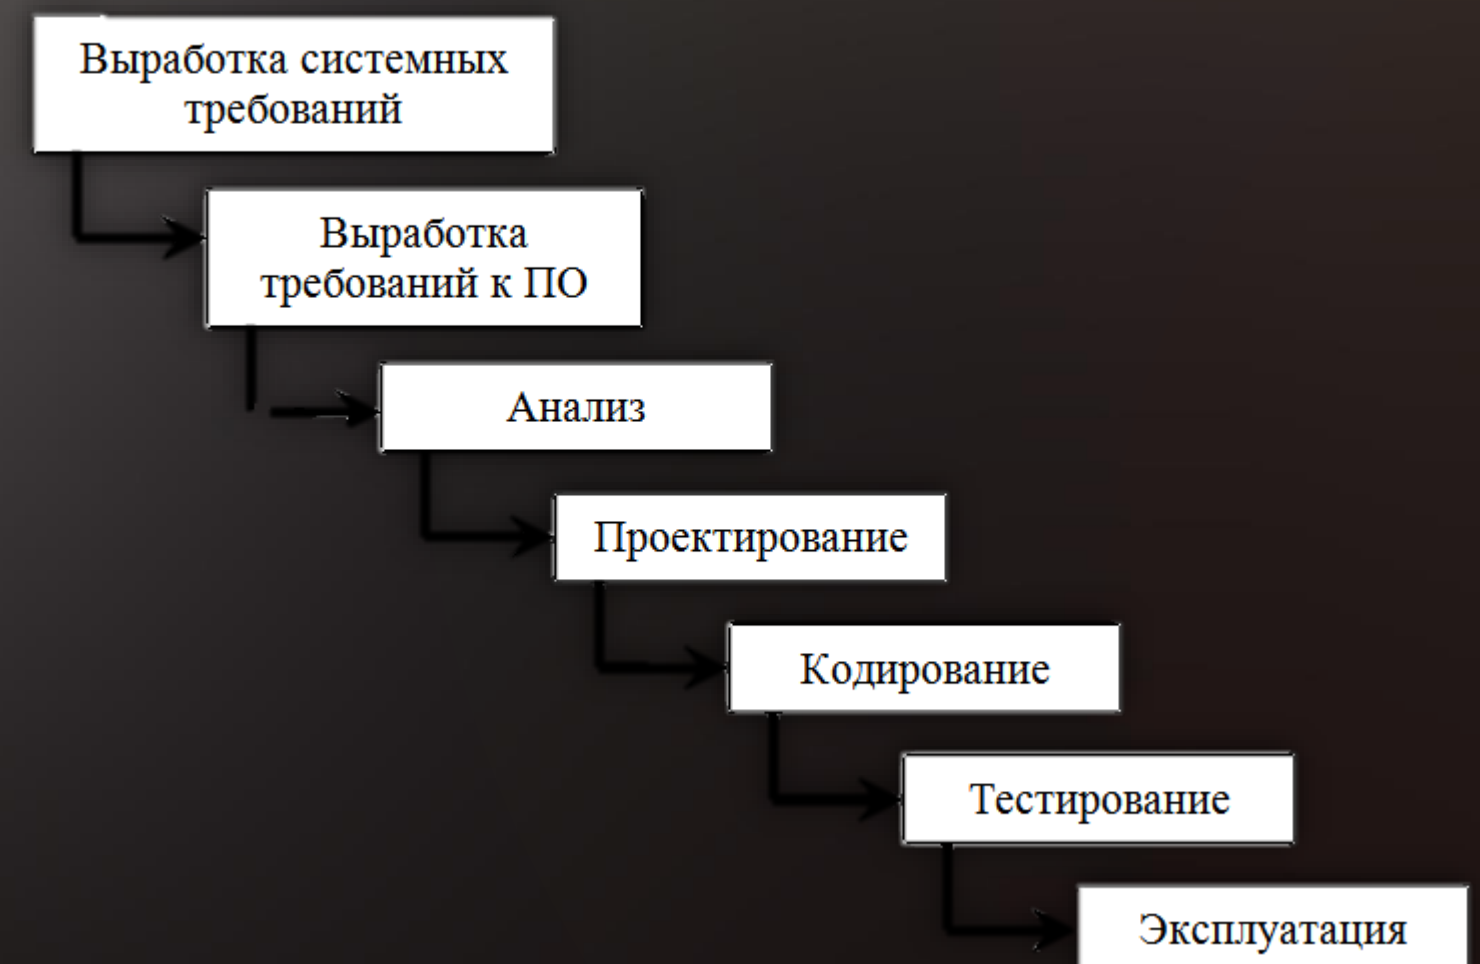 Выработка системных
требований
Выработка
требований к ПО
Анализ
Проектирование
Кодирование
Тестирование
Эксплуатация